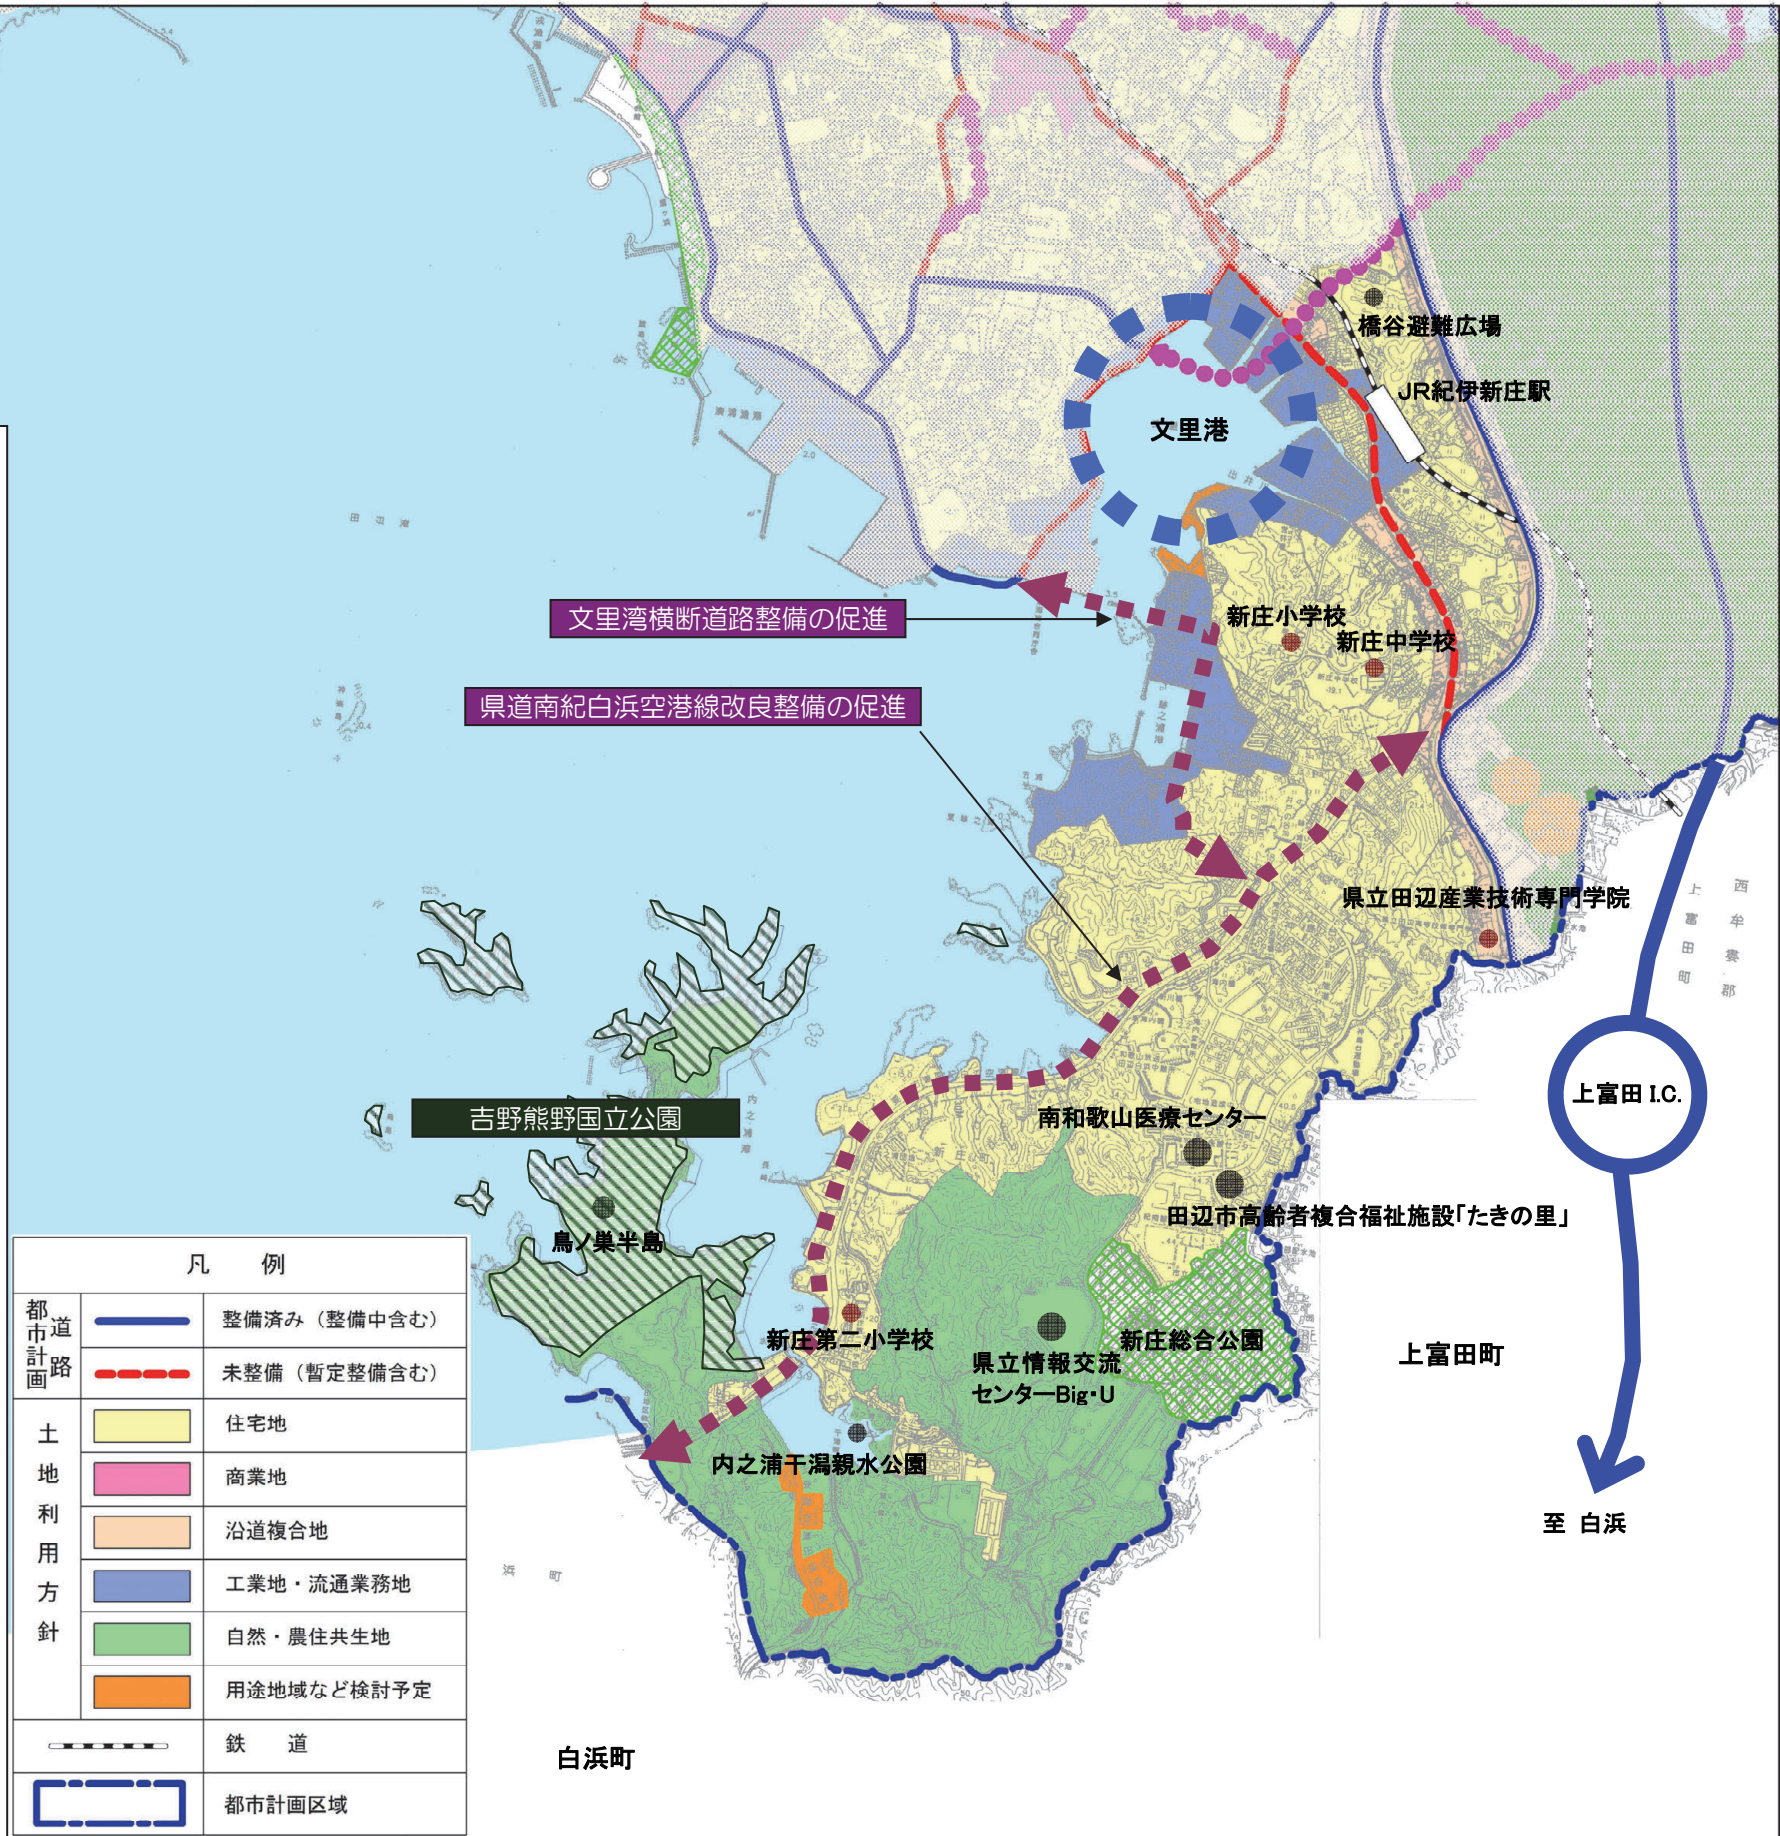 橋谷避難広場
JR紀伊新庄駅
文里港
田辺湾
文里湾横断道路整備の促進
新庄小学校
新庄中学校
県道南紀白浜空港線改良整備の促進
県立田辺産業技術専門学院
西牟婁郡
上富田町
上富田 I.C.
吉野熊野国立公園
内之浦湾
南和歌山医療センター
田辺市高齢者複合福祉施設「たきの里」
鳥ノ巣半島
新庄第二小学校
県立情報交流
センターBig・U
新庄総合公園
上富田町
内之浦干潟親水公園
至 白浜
浜町
白浜町
凡 例
都市計画道路
整備済み（整備中含む）
未整備（暫定整備含む）
土地利用方針
住宅地
商業地
沿道複合地
工業地・流通業務地
自然・農住共生地
用途地域など検討予定
鉄 道
都市計画区域